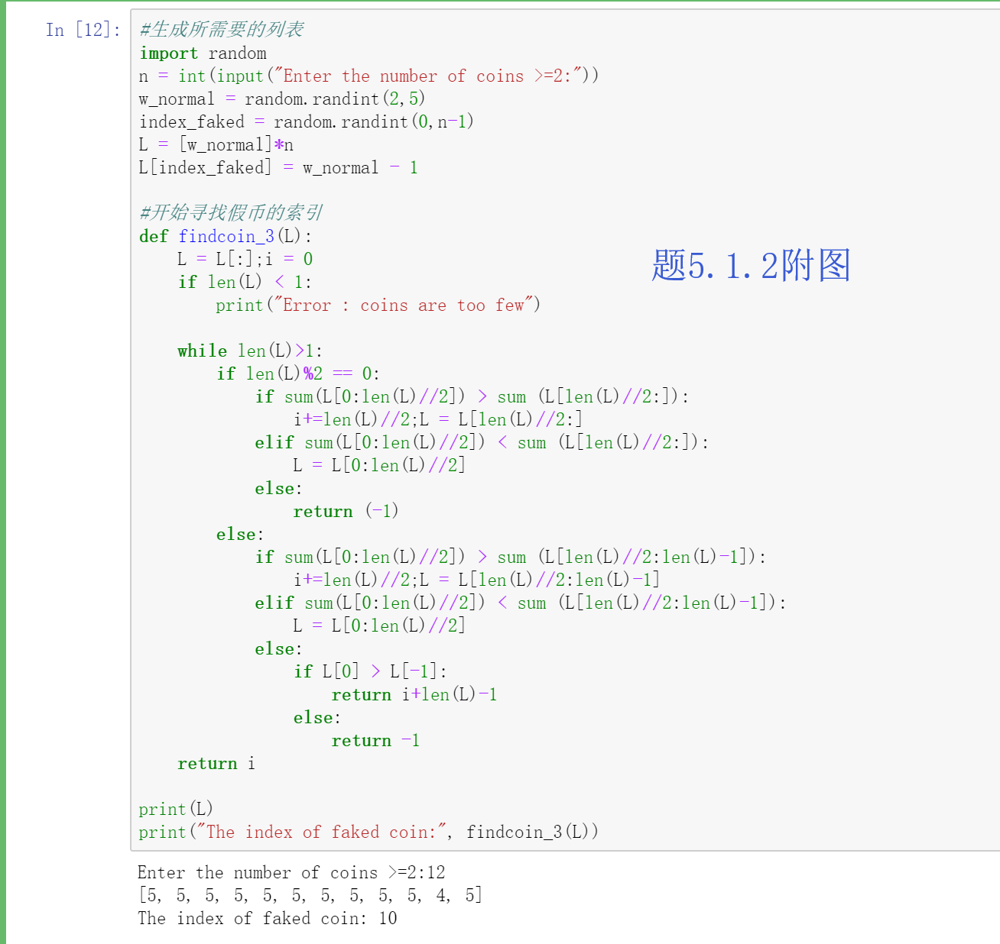 In [12]:
#生成所需要的列表
import random
n = int(input("Enter the number of coins >=2:"))
w_normal = random.randint(2,5)
index_faked = random.randint(0,n-1)
L = [w_normal]*n
L[index_faked] = w_normal - 1
#开始寻找假币的索引
def findcoin_3(L):
    L = L[:];i = 0
题5.1.2附图
    if len(L) < 1:
        print("Error : coins are too few")
    while len(L)>1:
        if len(L)%2 == 0:
            if sum(L[0:len(L)//2]) > sum (L[len(L)//2:]):
                i+=len(L)//2;L = L[len(L)//2:]
            elif sum(L[0:len(L)//2]) < sum (L[len(L)//2:]):
                L = L[0:len(L)//2]
            else:
                return (-1)
        else:
            if sum(L[0:len(L)//2]) > sum (L[len(L)//2:len(L)-1]):
                i+=len(L)//2;L = L[len(L)//2:len(L)-1]
            elif sum(L[0:len(L)//2]) < sum (L[len(L)//2:len(L)-1]):
                L = L[0:len(L)//2]
            else:
                if L[0] > L[-1]:
                    return i+len(L)-1
                else:
                    return -1
    return i
print(L)
print("The index of faked coin:", findcoin_3(L))
Enter the number of coins >=2:12
[5, 5, 5, 5, 5, 5, 5, 5, 5, 5, 4, 5]
The index of faked coin: 10